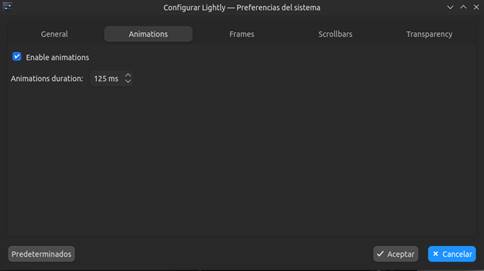 Configurar Lightly — Preferencias del sistema
General Animations Frames Scrollbars Transparency
Enable animations
Animations duration: 125 ms
Predeterminados Aceptar Cancelar